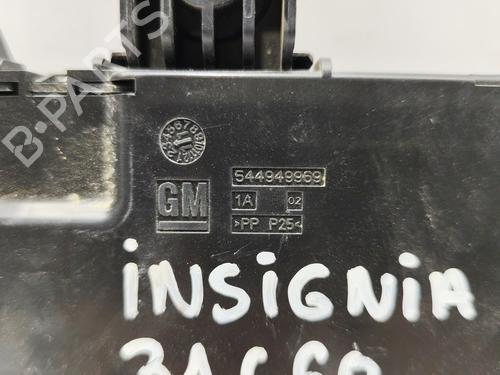 B-PARTS
GM
544949969
1A 02
>PP P25<
INSIGNIA